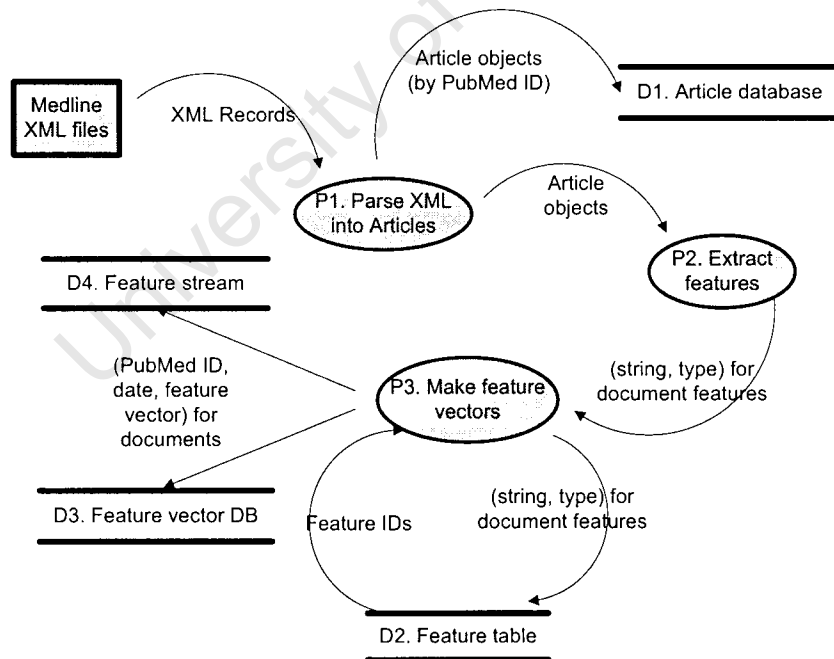 Medline
XML files
XML Records
Article objects
(by PubMed ID)
D1. Article database
P1. Parse XML
into Articles
Article
objects
P2. Extract
features
D4. Feature stream
(PubMed ID,
date, feature
vector) for
documents
P3. Make feature
vectors
(string, type) for
document features
D3. Feature vector DB
Feature IDs
(string, type) for
document features
D2. Feature table
University of